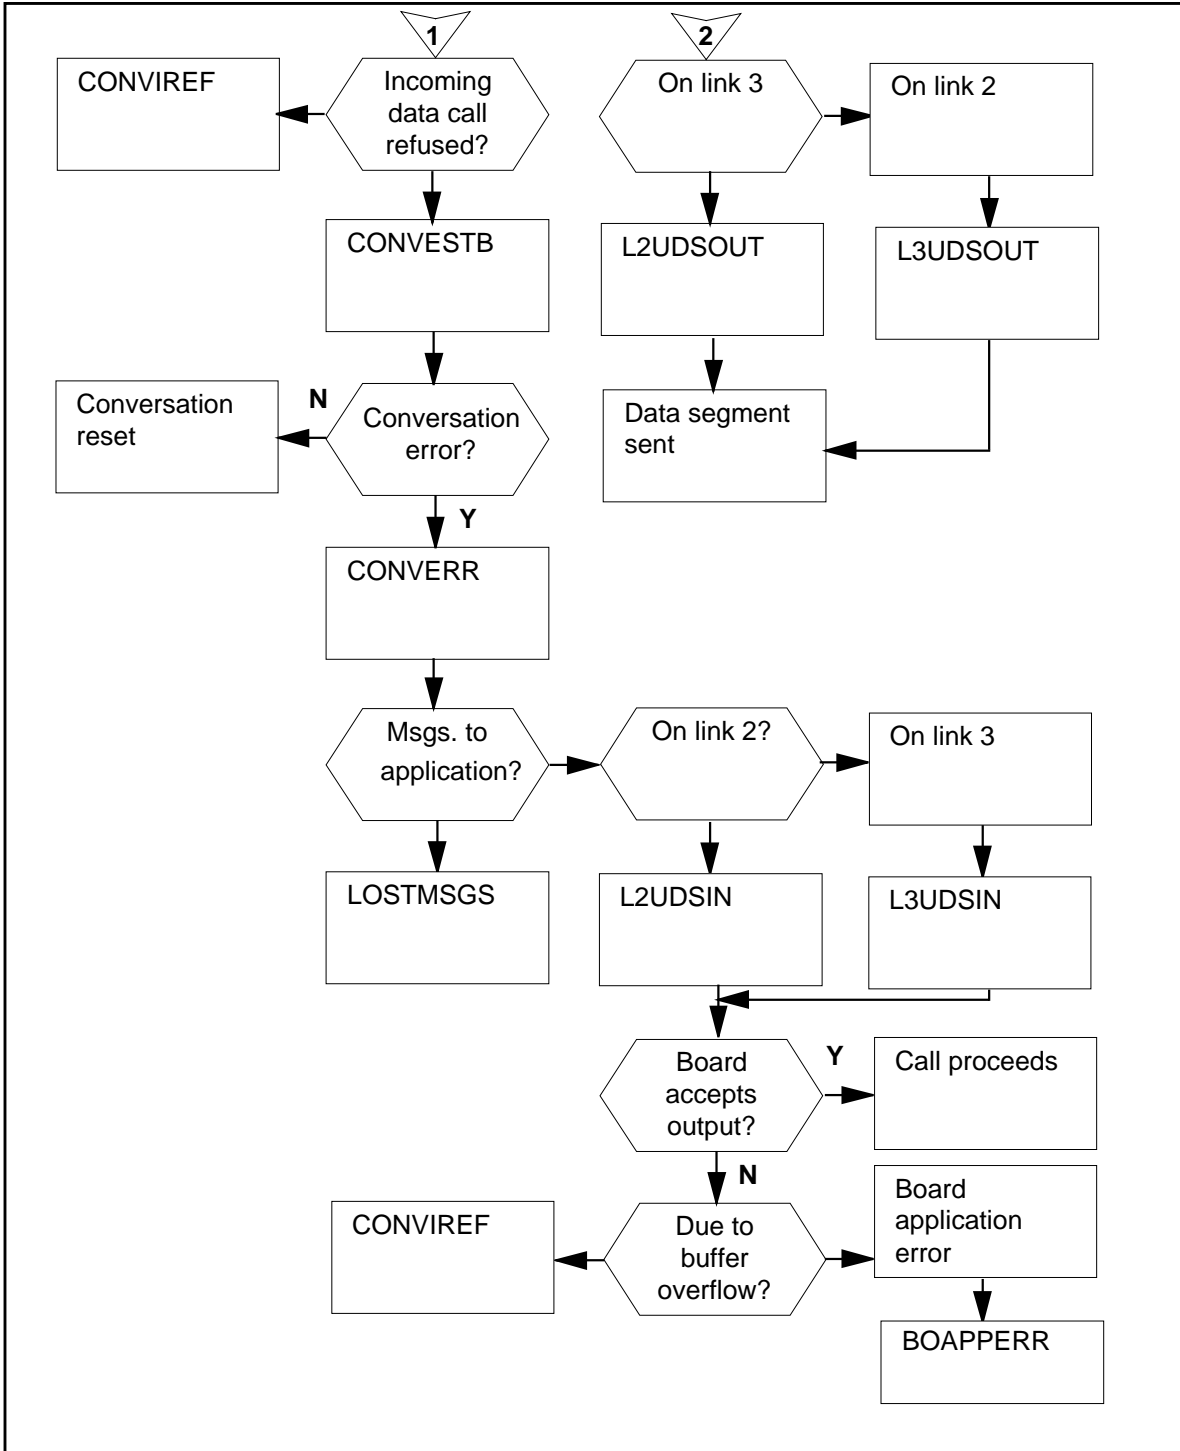 1
2
CONVIREF
Incoming
data call
refused?
On link 3
On link 2
CONVESTB
L2UDSOUT
L3UDSOUT
Conversation
reset
N
Conversation
error?
Data segment
sent
Y
CONVERR
Msgs. to
application?
On link 2?
On link 3
LOSTMSGS
L2UDSIN
L3UDSIN
Board
accepts
output?
Y
Call proceeds
N
CONVIREF
Due to
buffer
overflow?
Board
application
error
BOAPPERR